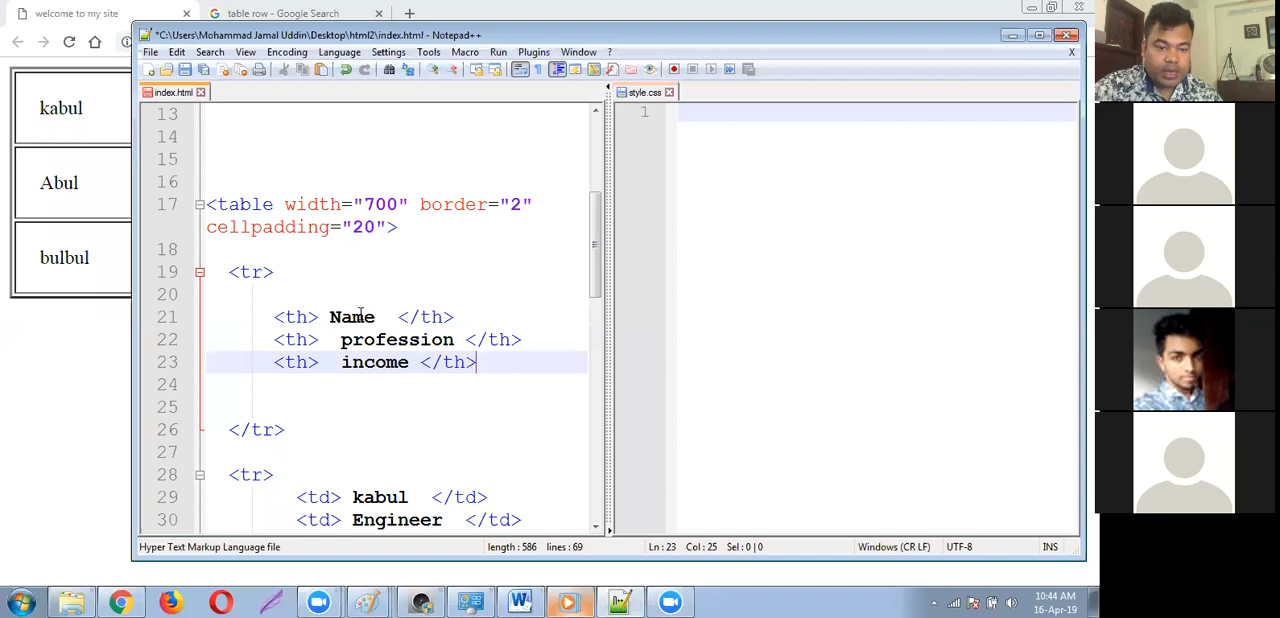 welcome to my site
table row - Google Search
*C:\Users\Mohammad Jamal Uddin\Desktop\html2\index.html - Notepad++
File Edit Search View Encoding Language Settings Tools Macro Run Plugins Window ? X
index.html
style.css
13
14
15
16
17 <table width="700" border="2"
cellpadding="20">
18
19 <tr>
20
21 <th> Name </th>
22 <th> profession </th>
23 <th> income </th>
24
25
26 </tr>
27
28 <tr>
29 <td> kabul </td>
30 <td> Engineer </td>
1
kabul
Abul
bulbul
Hyper Text Markup Language file length : 586 lines : 69 Ln : 23 Col : 25 Sel : 0 | 0 Windows (CR LF) UTF-8 INS
10:44 AM
16-Apr-19